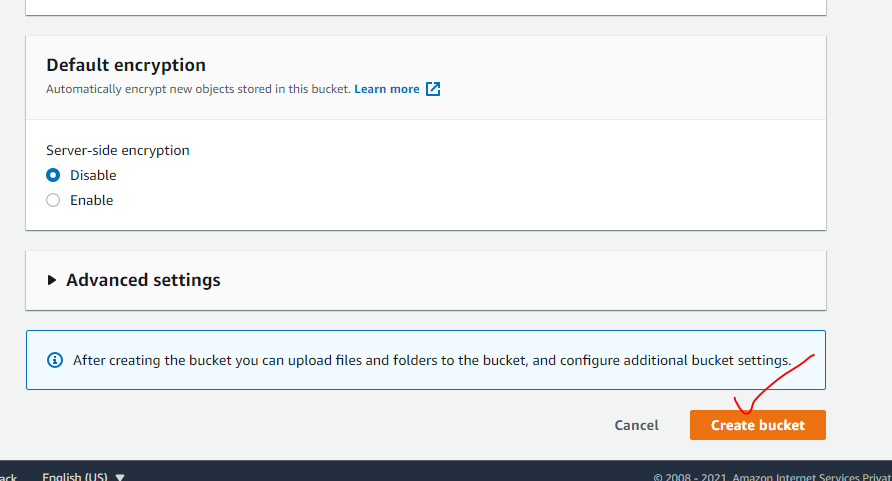 Default encryption
Automatically encrypt new objects stored in this bucket. Learn more
Server-side encryption
Disable
Enable
Advanced settings
After creating the bucket you can upload files and folders to the bucket, and configure additional bucket settings.
Cancel
Create bucket
English (US)
© 2008 - 2021, Amazon Internet Services Privat